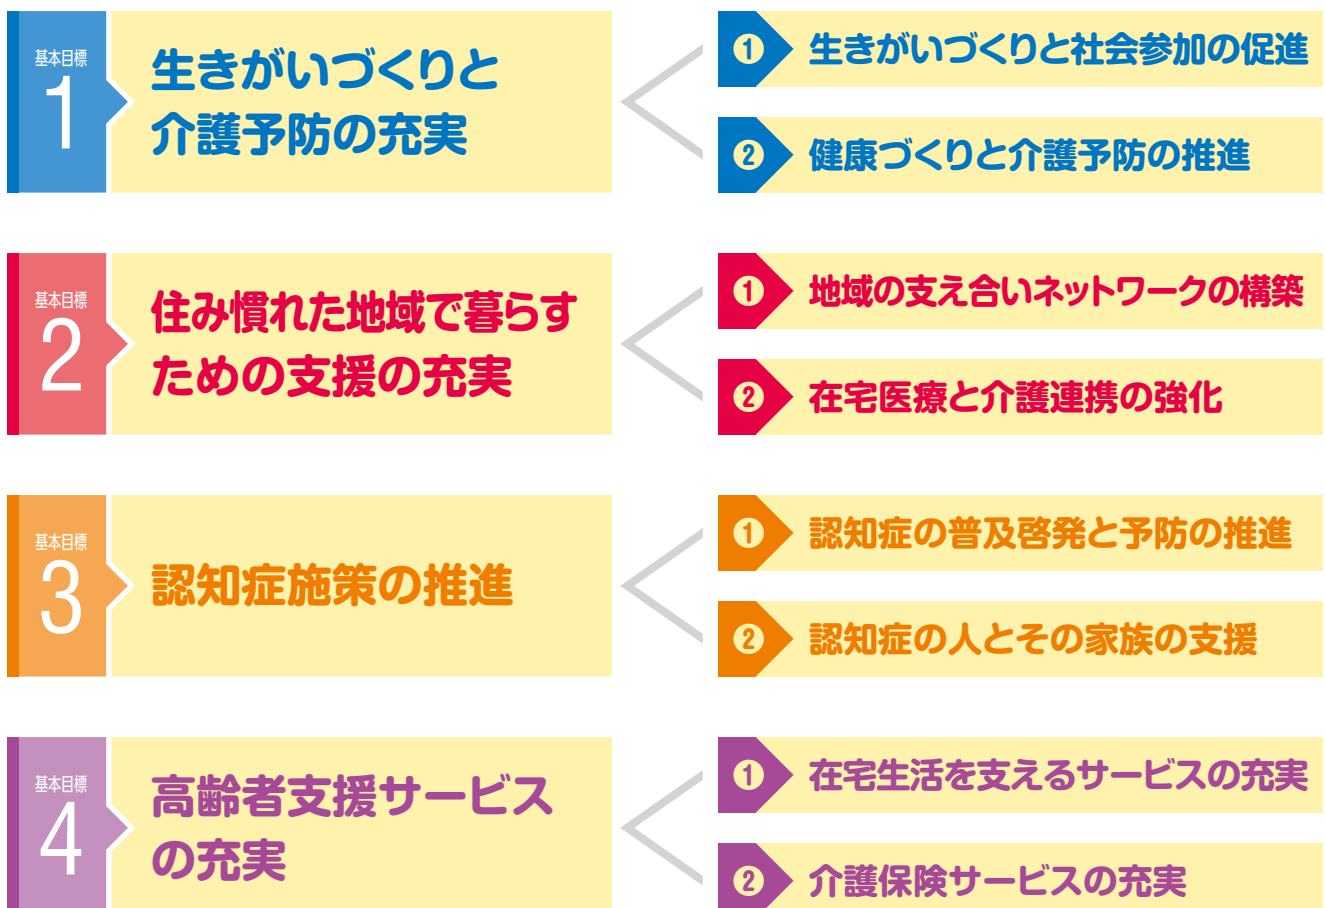 基本目標
1
生きがいづくりと
介護予防の充実
❶ 生きがいづくりと社会参加の促進
❷ 健康づくりと介護予防の推進
基本目標
2
住み慣れた地域で暮らす
ための支援の充実
❶ 地域の支え合いネットワークの構築
❷ 在宅医療と介護連携の強化
基本目標
3
認知症施策の推進
❶ 認知症の普及啓発と予防の推進
❷ 認知症の人とその家族の支援
基本目標
4
高齢者支援サービス
の充実
❶ 在宅生活を支えるサービスの充実
❷ 介護保険サービスの充実